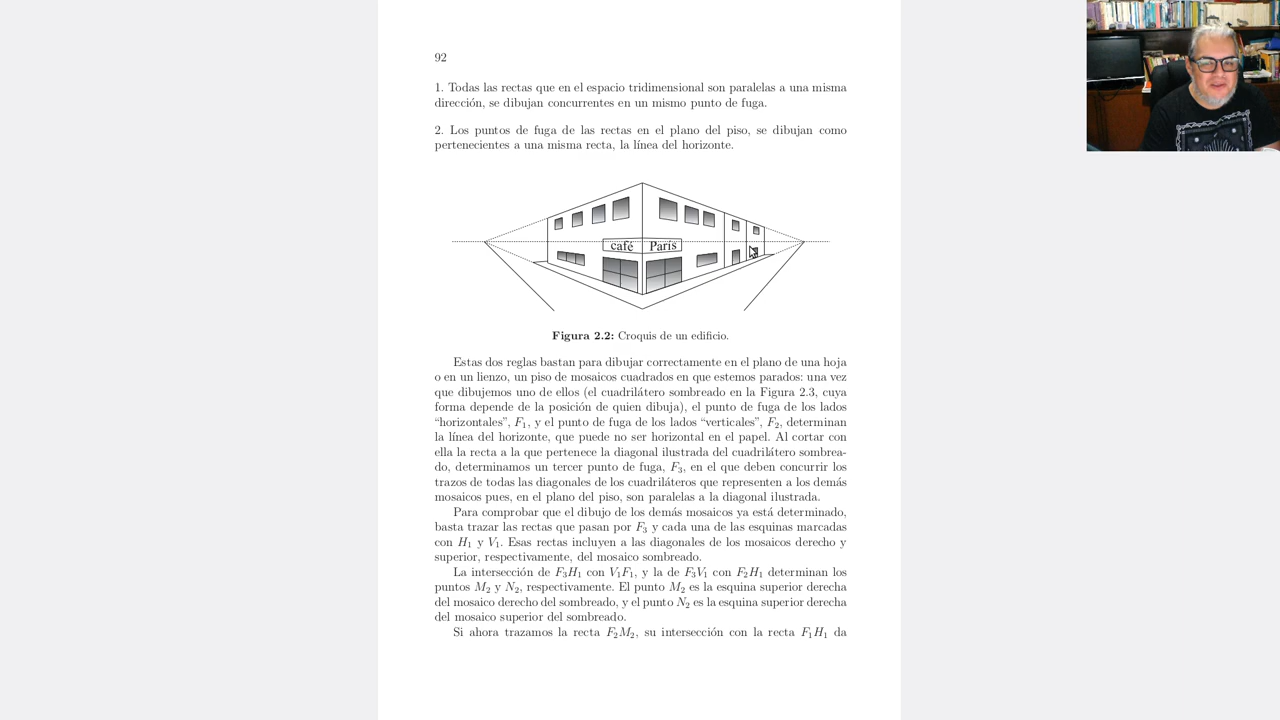 92
1. Todas las rectas que en el espacio tridimensional son paralelas a una misma
dirección, se dibujan concurrentes en un mismo punto de fuga.
2. Los puntos de fuga de las rectas en el plano del piso, se dibujan como
pertenecientes a una misma recta, la línea del horizonte.
café París
Figura 2.2: Croquis de un edificio.
Estas dos reglas bastan para dibujar correctamente en el plano de una hoja
o en un lienzo, un piso de mosaicos cuadrados en que estemos parados: una vez
que dibujemos uno de ellos (el cuadrilátero sombreado en la Figura 2.3, cuya
forma depende de la posición de quien dibuja), el punto de fuga de los lados
“horizontales”, F₁, y el punto de fuga de los lados “verticales”, F₂, determinan
la línea del horizonte, que puede no ser horizontal en el papel. Al cortar con
ella la recta a la que pertenece la diagonal ilustrada del cuadrilátero sombrea-
do, determinamos un tercer punto de fuga, F₃, en el que deben concurrir los
trazos de todas las diagonales de los cuadriláteros que representen a los demás
mosaicos pues, en el plano del piso, son paralelas a la diagonal ilustrada.
Para comprobar que el dibujo de los demás mosaicos ya está determinado,
basta trazar las rectas que pasan por F₃ y cada una de las esquinas marcadas
con H₁ y V₁. Esas rectas incluyen a las diagonales de los mosaicos derecho y
superior, respectivamente, del mosaico sombreado.
La intersección de F₃H₁ con V₁F₁, y la de F₃V₁ con F₂H₁ determinan los
puntos M₂ y N₂, respectivamente. El punto M₂ es la esquina superior derecha
del mosaico derecho del sombreado, y el punto N₂ es la esquina superior derecha
del mosaico superior del sombreado.
Si ahora trazamos la recta F₂M₂, su intersección con la recta F₁H₁ da